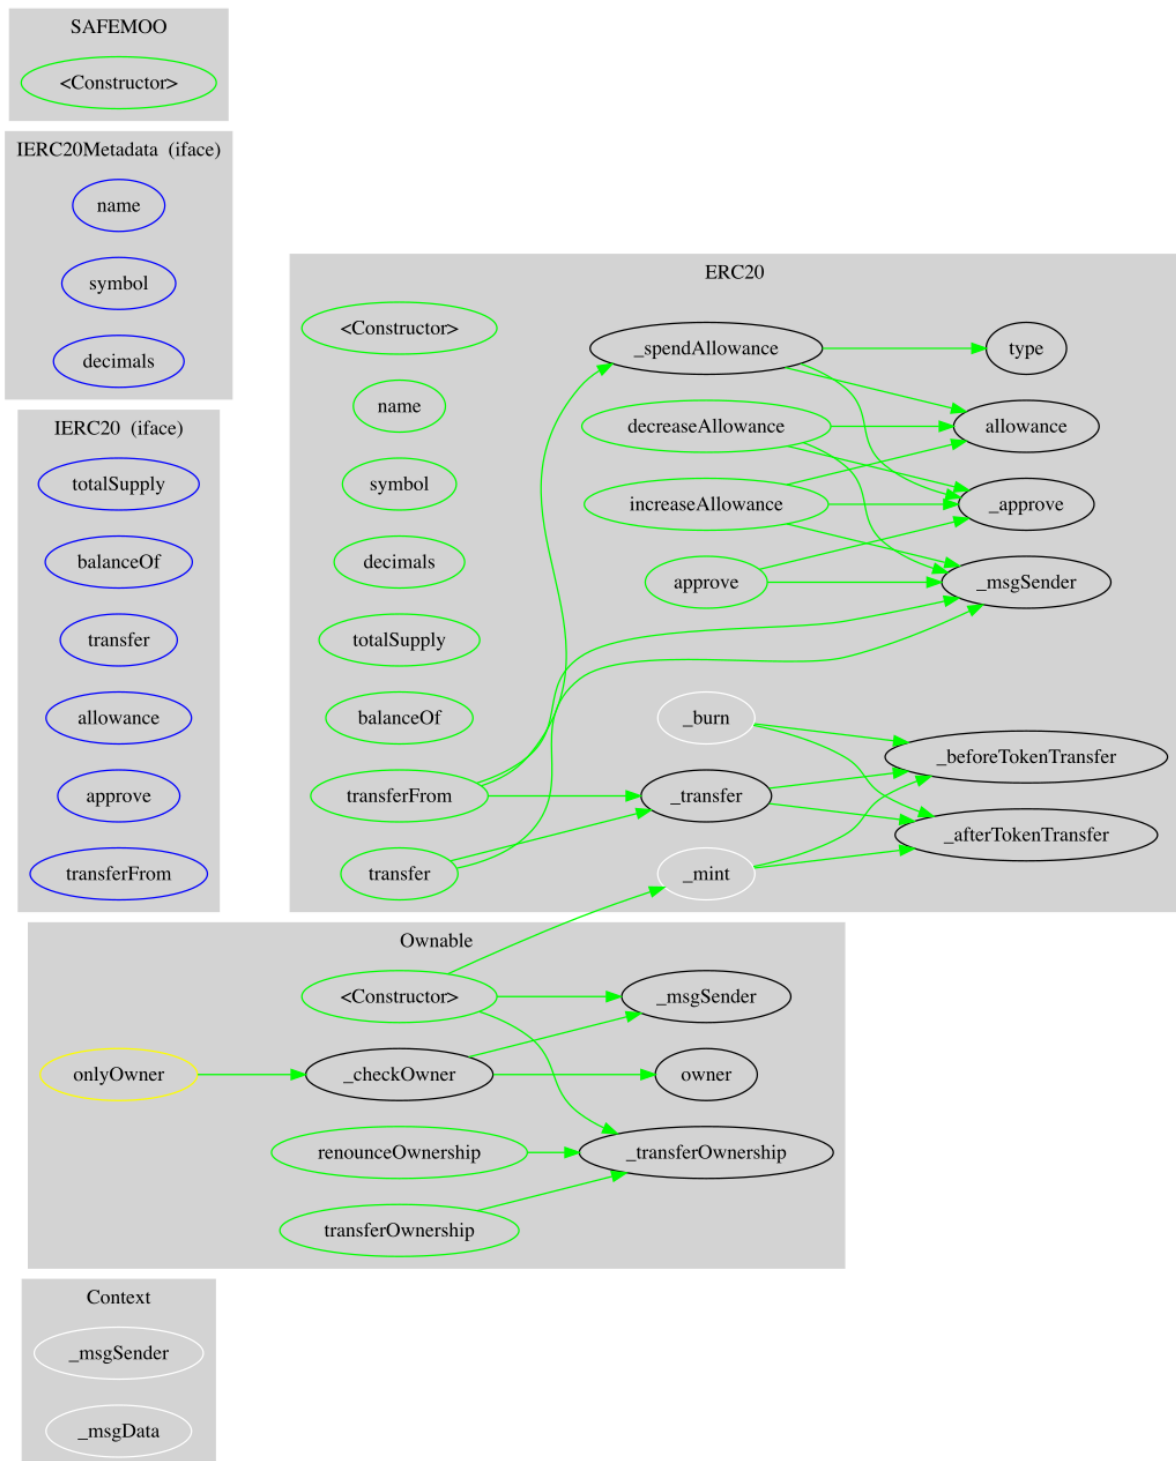 SAFEMOO
<Constructor>
IERC20Metadata (iface)
name
symbol
decimals
IERC20 (iface)
totalSupply
balanceOf
transfer
allowance
approve
transferFrom
ERC20
<Constructor>
name
symbol
decimals
totalSupply
balanceOf
transferFrom
transfer
_spendAllowance
decreaseAllowance
increaseAllowance
approve
_burn
_transfer
_mint
type
allowance
_approve
_msgSender
_beforeTokenTransfer
_afterTokenTransfer
Ownable
onlyOwner
<Constructor>
_checkOwner
renounceOwnership
transferOwnership
_msgSender
owner
_transferOwnership
Context
_msgSender
_msgData